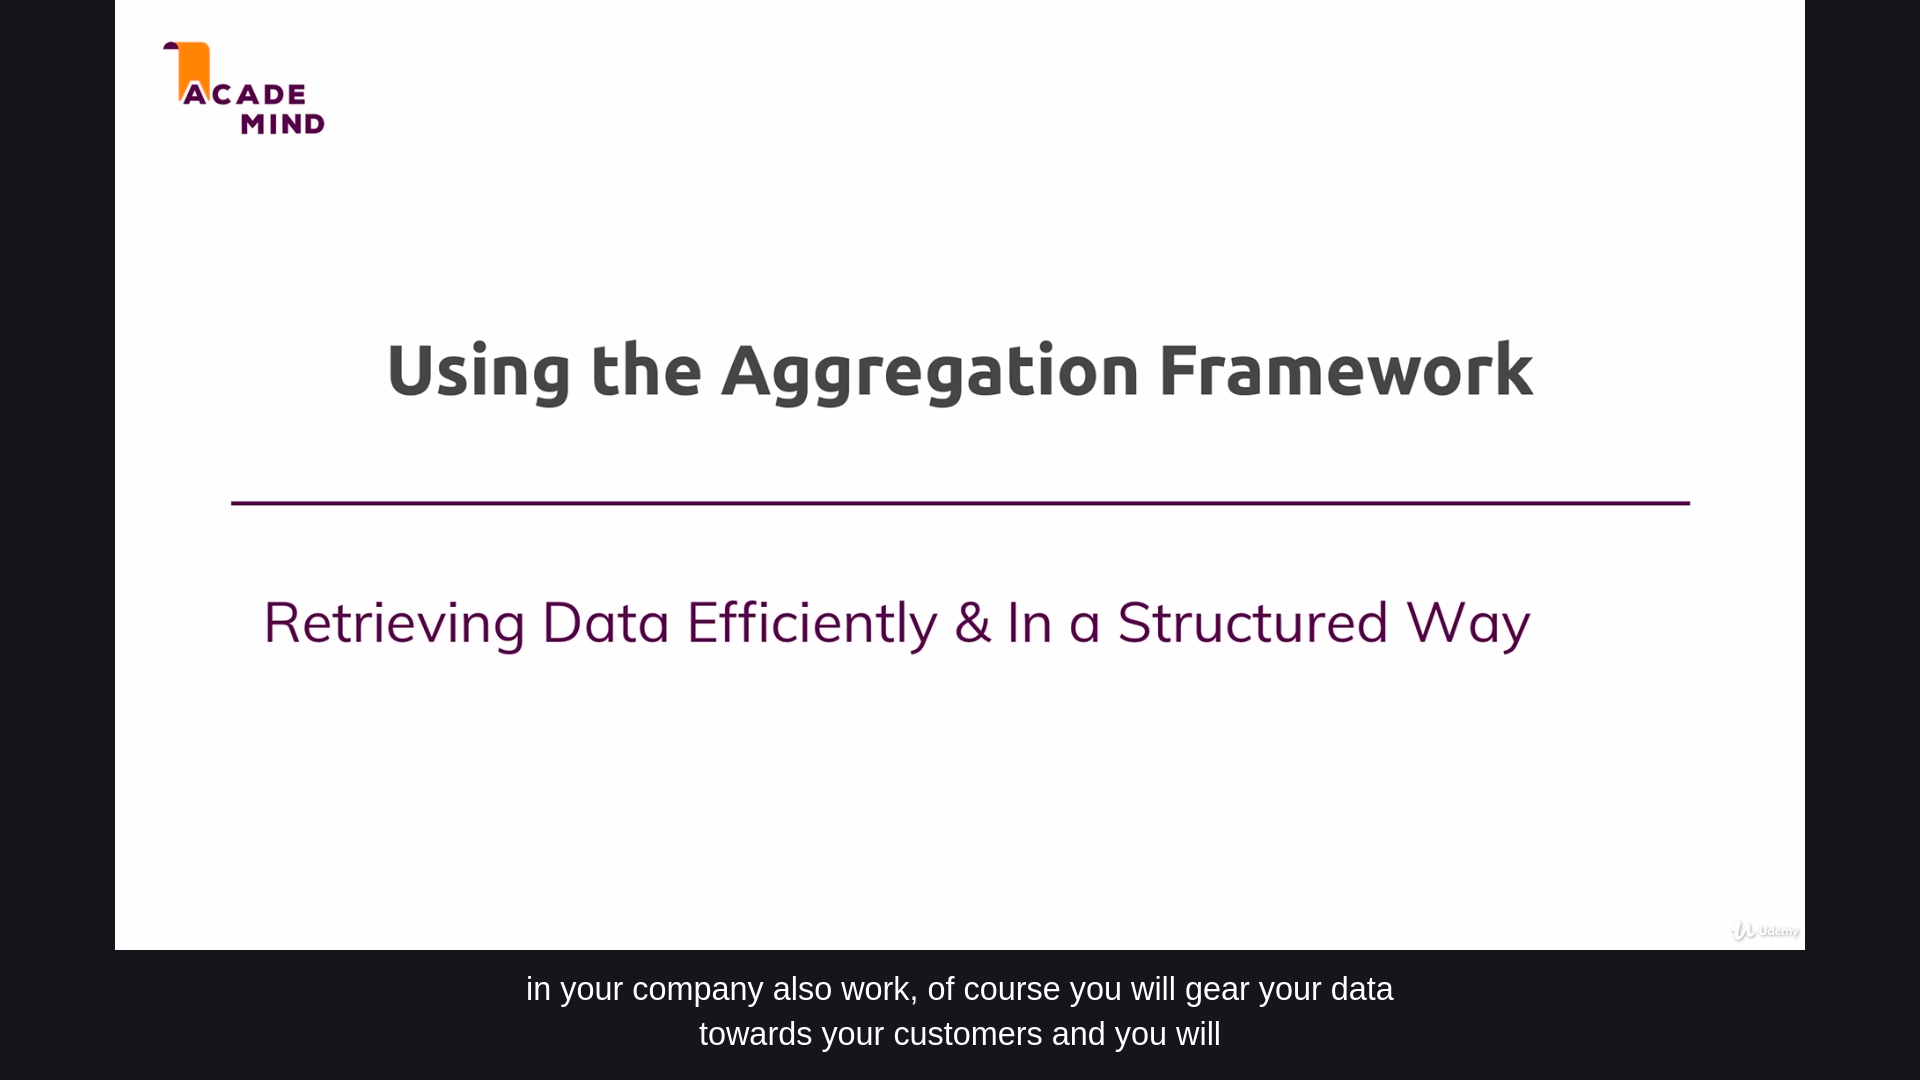 ACADE
MIND
Using the Aggregation Framework
Retrieving Data Efficiently & In a Structured Way
Udemy
in your company also work, of course you will gear your data
towards your customers and you will